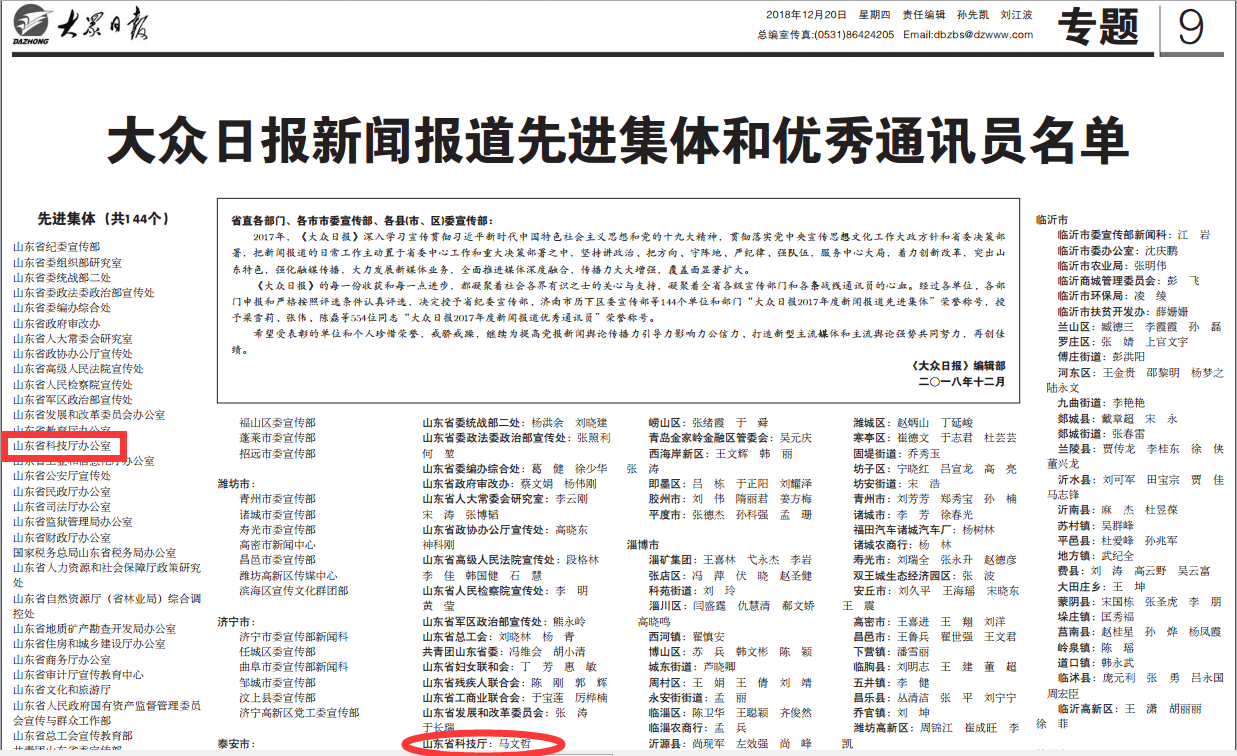 DAZHONG
大众日报
2018年12月20日 星期四 责任编辑 孙先凯 刘江波
总编室传真:(0531)86424205 Email:dbzbs@dzwww.com
专题
9
大众日报新闻报道先进集体和优秀通讯员名单
先进集体（共144个）
山东省纪委宣传部
山东省委组织部研究室
山东省委统战部二处
山东省委政法委政治部宣传处
山东省委编办综合处
山东省政府审改办
山东省人大常委会研究室
山东省政协办公厅宣传处
山东省高级人民法院宣传处
山东省人民检察院宣传处
山东省军区政治部宣传处
山东省发展和改革委员会办公室
山东省教育厅办公室
山东省科技厅办公室
山东省工业和信息化厅办公室
山东省公安厅宣传处
山东省民政厅办公室
山东省司法厅办公室
山东省监狱管理局办公室
山东省财政厅办公室
国家税务总局山东省税务局办公室
山东省人力资源和社会保障厅政策研究
处
山东省自然资源厅（省林业局）综合调
控处
山东省地质矿产勘查开发局办公室
山东省住房和城乡建设厅办公室
山东省商务厅办公室
山东省审计厅宣传教育中心
山东省文化和旅游厅
山东省人民政府国有资产监督管理委员
会宣传与群众工作部
山东省总工会宣传教育部
共青团山东省委宣传部
省直各部门、各市市委宣传部、各县(市、区)委宣传部：
2017年，《大众日报》深入学习宣传贯彻习近平新时代中国特色社会主义思想和党的十九大精神，贯彻落实党中央宣传思想文化工作大政方针和省委决策部
署，把新闻报道的日常工作主动置于省委中心工作和重大决策部署之中，坚持讲政治、把方向、守阵地、严纪律、强队伍，服务中心大局，着力创新改革，突出山
东特色，强化融媒传播，大力发展新媒体业务，全面推进媒体深度融合，传播力大大增强，覆盖面显著扩大。
《大众日报》的每一份收获和每一点进步，都凝聚着社会各界有识之士的关心与支持，凝聚着全省各级宣传部门和各条战线通讯员的心血。经过各单位、各部
门申报和严格按照评选条件认真评选，决定授予省纪委宣传部、济南市历下区委宣传部等144个单位和部门“大众日报2017年度新闻报道先进集体”荣誉称号，授
予梁雪莉、张伟、陈磊等554位同志“大众日报2017年度新闻报道优秀通讯员”荣誉称号。
希望受表彰的单位和个人珍惜荣誉，戒骄戒躁，继续为提高党报新闻舆论传播力引导力影响力公信力、打造新型主流媒体和主流舆论强势共同努力，再创佳
绩。
《大众日报》编辑部
二〇一八年十二月
福山区委宣传部
蓬莱市委宣传部
招远市委宣传部
潍坊市：
青州市委宣传部
诸城市委宣传部
寿光市委宣传部
高密市新闻中心
昌邑市委宣传部
潍坊高新区传媒中心
滨海区宣传文化群团部
济宁市：
济宁市委宣传部新闻科
任城区委宣传部
曲阜市委宣传部新闻科
邹城市委宣传部
汶上县委宣传部
济宁高新区党工委宣传部
泰安市：
山东省委统战部二处：杨洪余 刘晓建
山东省委政法委政治部宣传处：张照利
何 堃
山东省委编办综合处：葛 健 徐少华 张 涛
山东省政府审改办：蔡文娟 杨伟刚
山东省人大常委会研究室：李云刚
宋 涛 张博韬
山东省政协办公厅宣传处：高晓东
神科刚
山东省高级人民法院宣传处：段格林
李 佳 韩国健 石 慧
山东省人民检察院宣传处：李 明
黄 莹
山东省军区政治部宣传处：熊永岭
山东省总工会：刘晓林 杨 青
共青团山东省委：冯维会 胡小清
山东省妇女联和会：丁 芳 惠 敏
山东省残疾人联合会：陈 刚 郭 辉
山东省工商业联合会：于宝莲 厉桦楠
山东省发展和改革委员会：张 涛
于长瑞
山东省科技厅：马文哲
崂山区：张绪霞 于 舜
青岛金家岭金融区管委会：吴元庆
西海岸新区：王文辉 韩 丽
即墨区：吕 栋 于正阳 刘耀泽
胶州市：刘 伟 隋丽君 姜方梅
平度市：张德杰 孙科强 孟 珊
淄博市
淄矿集团：王喜林 弋永杰 李岩
张店区：冯 萍 伏 晓 赵圣健
科苑街道：刘 玲
淄川区：闫盛霆 仇慧清 郗文娇
高晓鸣
西河镇：翟慎安
博山区：苏 兵 韩文彬 陈 颖
城东街道：芦晓卿
周村区：王 娟 王 倩 刘 靖
永安街街道：孟 丽
临淄区：陈卫华 王聪颖 齐俊然
临淄农商行：孟 兵
沂源县：尚现军 左效强 尚 峰
潍城区：赵炳山 丁延峻
寒亭区：崔德文 于志君 杜芸芸
固堤街道：乔秀玉
坊子区：宁晓红 吕宣龙 高 亮
坊安街道：宋 浩
青州市：刘芳芳 郑秀宝 孙 楠
诸城市：李 芳 徐春光
福田汽车诸城汽车厂：杨树林
诸城农商行：杨 林
寿光市：刘瑞全 张永升 赵德彦
双王城生态经济园区：张 波
安丘市：刘久平 王海瑶 宋晓东
王 震
高密市：王喜进 王 翔 刘洋
昌邑市：王鲁兵 翟世强 王文君
下营镇：潘雪丽
临朐县：刘明志 王 建 董 超
五井镇：李 健
昌乐县：丛清洁 张 平 刘宁宁
乔官镇：刘 坤
潍坊高新区：周锦江 崔成旺 李
凯
临沂市
临沂市委宣传部新闻科：江 岩
临沂市委办公室：沈庆鹏
临沂市农业局：张明伟
临沂商城管理委员会：彭 飞
临沂市环保局：凌 陵
临沂市扶贫开发办：薛姗姗
兰山区：臧德三 李霞霞 孙 磊
罗庄区：张 婧 上官文宇
傅庄街道：彭洪阳
河东区：王金贵 邵黎明 杨梦之
陆永文
九曲街道：李艳艳
郯城县：戴章超 宋 永
郯城街道：张春雷
兰陵县：贾传龙 李桂东 徐 侠
董兴龙
沂水县：刘可军 田宝宗 贾 佳
马志锋
沂南县：麻 杰 杜昱葆
苏村镇：吴群峰
平邑县：杜爱峰 孙兆军
地方镇：武纪全
费县：刘 涛 高云野 吴云富
大田庄乡：王 坤
蒙阴县：宋国栋 张圣虎 李 朋
垛庄镇：匡秀福
莒南县：赵桂星 孙 烨 杨凤霞
岭泉镇：陈 瑶
道口镇：韩永武
临沭县：庞元利 张 勇 吕永国
周宏臣
临沂高新区：王 潇 胡丽丽
徐 菲